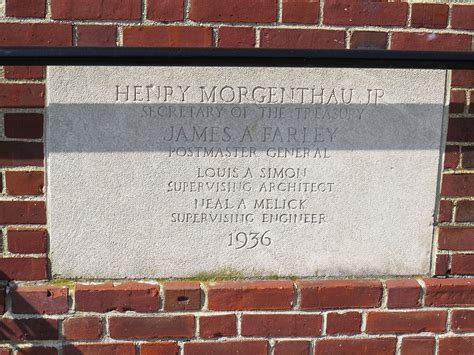 HENRY MORGENTHAU JR
SECRETARY OF THE TREASURY
JAMES A FARLEY
POSTMASTER GENERAL
LOUIS A SIMON
SUPERVISING ARCHITECT
NEAL A MELICK
SUPERVISING ENGINEER
1936